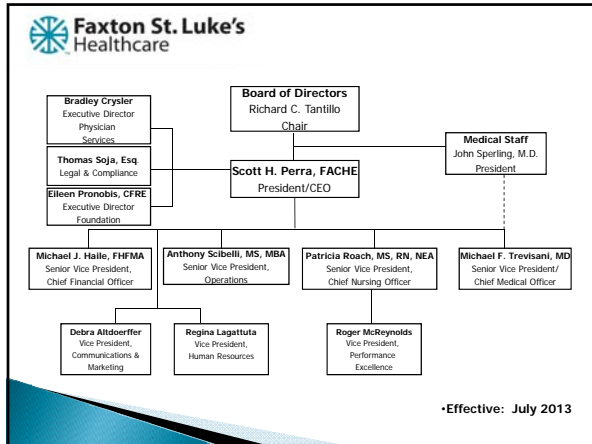 Faxton St. Luke's
Healthcare
Board of Directors
Richard C. Tantillo
Chair
Bradley Crysler
Executive Director
Physician
Services
Thomas Soja, Esq.
Legal & Compliance
Eileen Pronobis, CFRE
Executive Director
Foundation
Scott H. Perra, FACHE
President/CEO
Medical Staff
John Sperling, M.D.
President
Michael J. Haile, FHFMA
Senior Vice President,
Chief Financial Officer
Anthony Scibelli, MS, MBA
Senior Vice President,
Operations
Patricia Roach, MS, RN, NEA
Senior Vice President,
Chief Nursing Officer
Michael F. Trevisani, MD
Senior Vice President/
Chief Medical Officer
Debra Altdoerffer
Vice President,
Communications &
Marketing
Regina Lagattuta
Vice President,
Human Resources
Roger McReynolds
Vice President,
Performance
Excellence
•Effective: July 2013